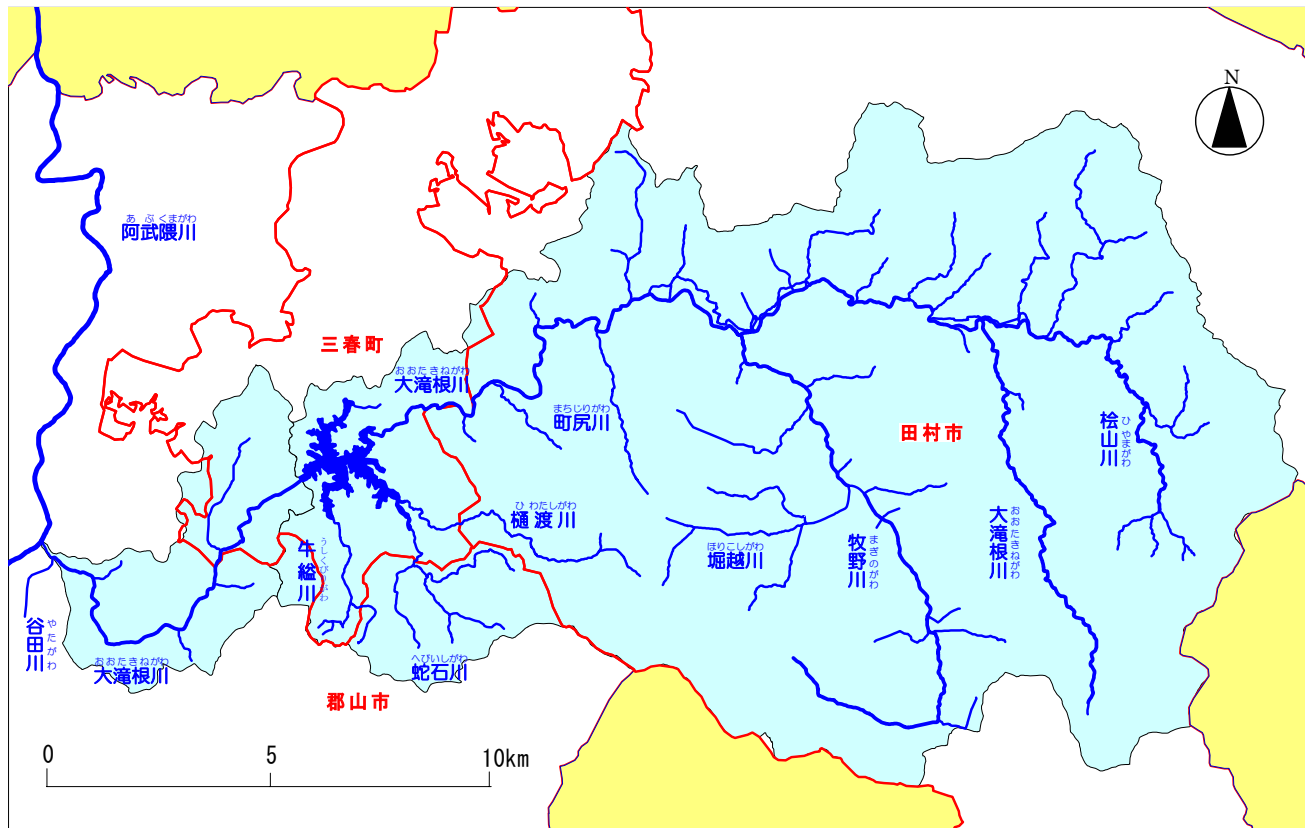 N
あぶくまがわ
阿武隈川
三春町
おおたきねがわ
大滝根川
まちじりがわ
町尻川
田村市
ひやまがわ
桧山川
ひわたしがわ
樋渡川
おおたきねがわ
大滝根川
うしくびりがわ
牛縊川
ほりこしがわ
堀越川
まぎのがわ
牧野川
やたがわ
谷田川
おおたきねがわ
大滝根川
へびいしがわ
蛇石川
郡山市
0 5 10km